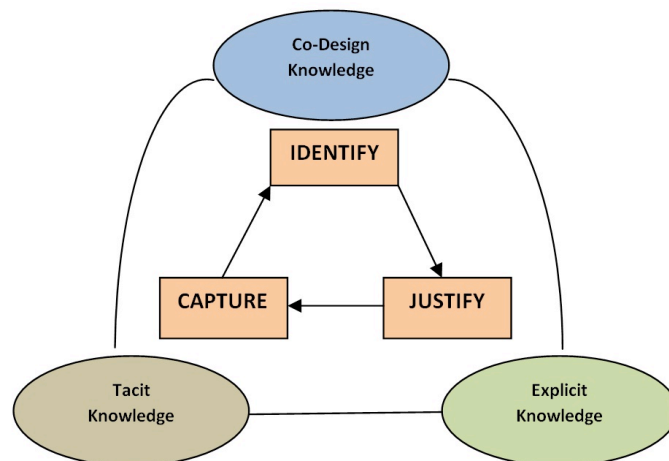 Co-Design
Knowledge
IDENTIFY
CAPTURE
JUSTIFY
Tacit
Knowledge
Explicit
Knowledge